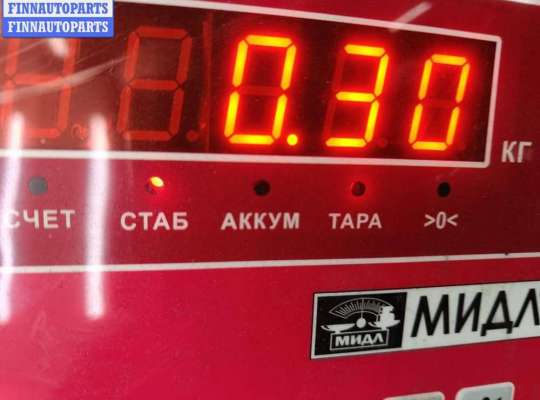 FINNAUTOPARTS
FINNAUTOPARTS
0.30
КГ
СЧЕТ СТАБ АККУМ ТАРА >0<
МИДЛ МИДЛ